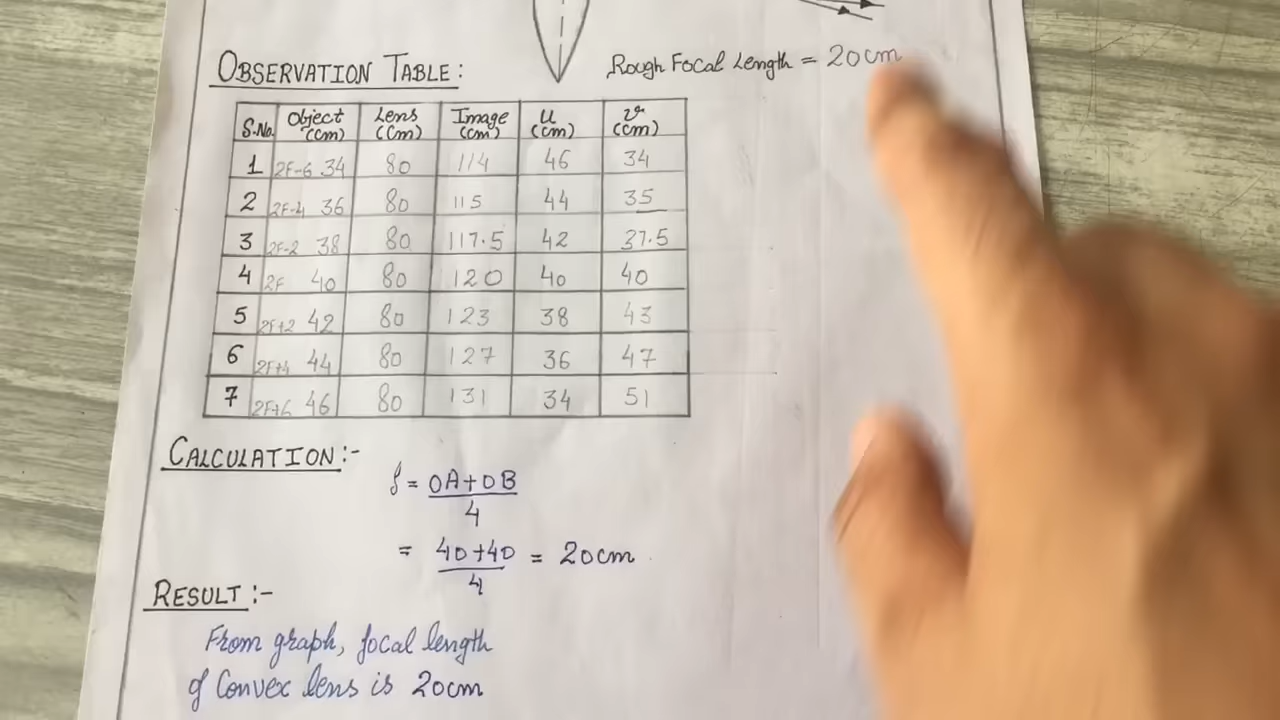 OBSERVATION TABLE:
Rough Focal Length = 20cm
S.No. Object (cm) Lens (Cm) Image (cm) u (cm) v (cm)
1 2F-6 34 80 114 46 34
2 2F-4 36 80 115 44 35
3 2F-2 38 80 117.5 42 37.5
4 2F 40 80 120 40 40
5 2F+2 42 80 123 38 43
6 2F+4 44 80 127 36 47
7 2F+6 46 80 131 34 51
CALCULATION:-
f = OA+OB
4
= 40+40 = 20cm
4
RESULT:-
From graph, focal length
of Convex lens is 20cm